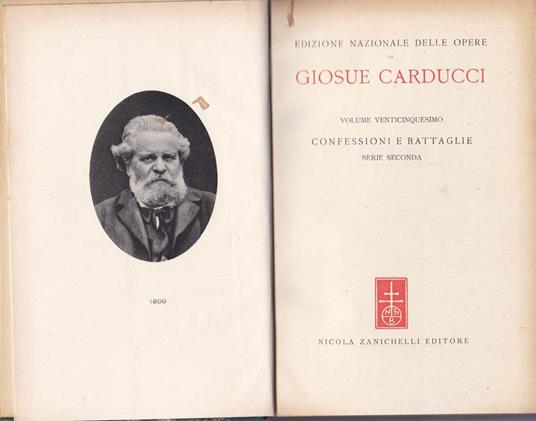 1899
EDIZIONE NAZIONALE DELLE OPERE
DI
GIOSUE CARDUCCI
VOLUME VENTICINQUESIMO
CONFESSIONI E BATTAGLIE
SERIE SECONDA
NICOLA ZANICHELLI EDITORE